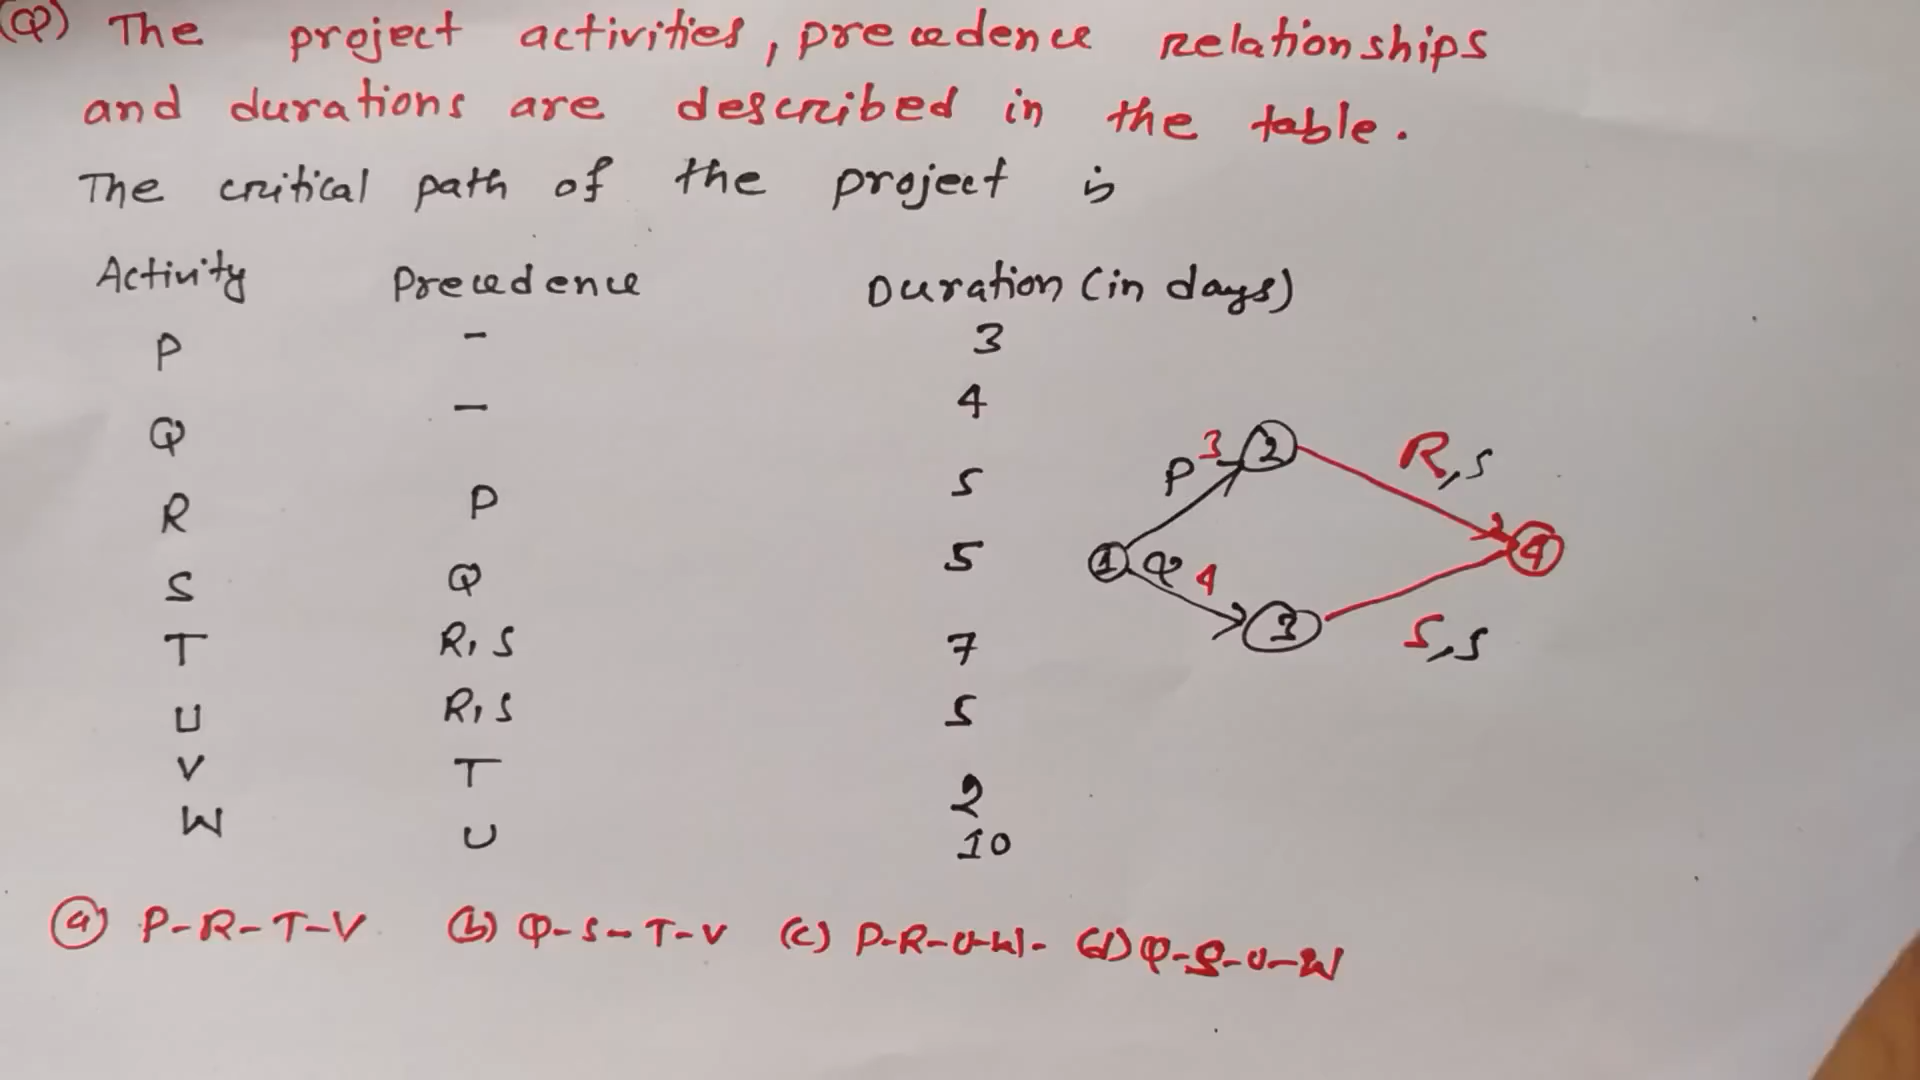 (Q) The project activities, precedence relationships
and durations are described in the table.
The critical path of the project is
Activity Precedence Duration (in days)
P - 3
Q - 4
R P 5
S Q 5
T R, S 7
U R, S 5
V T 2
W U 10
P 3 2 R, 5
1 Q 4 3 S, 5 4
(a) P-R-T-V (b) Q-S-T-V (c) P-R-U-W- (d) Q-S-U-W